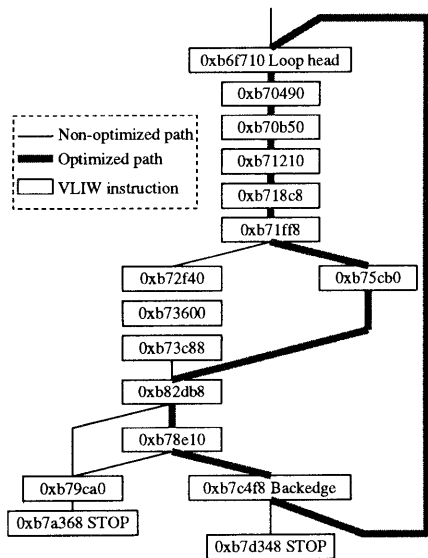 0xb6f710 Loop head
0xb70490
0xb70b50
0xb71210
0xb718c8
0xb71ff8
Non-optimized path
Optimized path
VLIW instruction
0xb72f40
0xb75cb0
0xb73600
0xb73c88
0xb82db8
0xb78e10
0xb79ca0
0xb7c4f8 Backedge
0xb7a368 STOP
0xb7d348 STOP